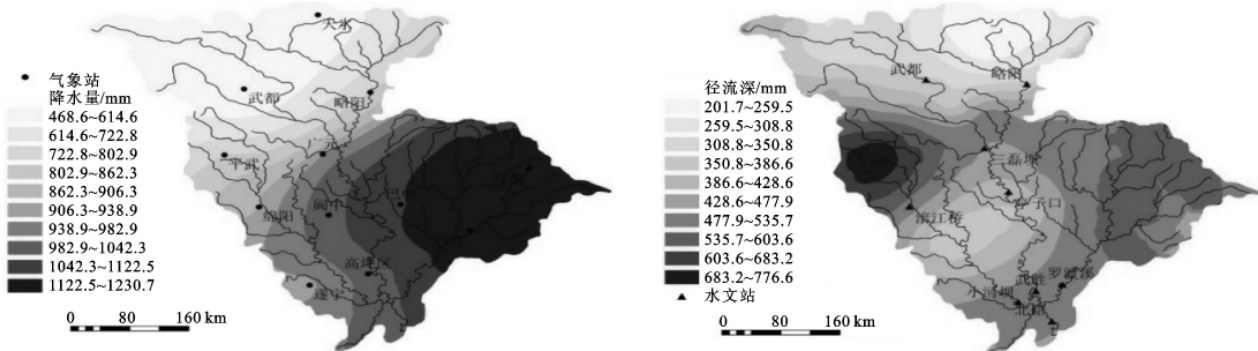 天水
气象站
降水量/mm
武都
略阳
468.6~614.6
614.6~722.8
722.8~802.9
802.9~862.3
862.3~906.3
906.3~938.9
938.9~982.9
982.9~1042.3
1042.3~1122.5
1122.5~1230.7
广元
平武
绵阳
阆中
高坪区
遂宁
0 80 160 km
武都
略阳
径流深/mm
201.7~259.5
259.5~308.8
308.8~350.8
350.8~386.6
386.6~428.6
428.6~477.9
477.9~535.7
535.7~603.6
603.6~683.2
683.2~776.6
水文站
三磊坝
亭子口
涪江桥
武胜
罗渡溪
小河坝
北碚
0 80 160 km